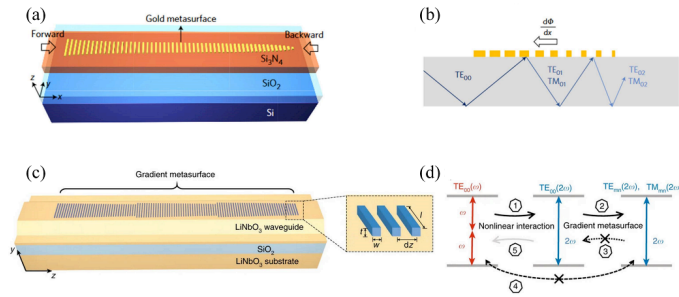 (a)
Gold metasurface
Forward
Backward
Si₃N₄
SiO₂
Si
z
y
x
(b)
dΦ
dx
TE₀₀
TE₀₁
TM₀₁
TE₀₂
TM₀₂
(c)
Gradient metasurface
LiNbO₃ waveguide
SiO₂
LiNbO₃ substrate
y
z
t
w
dz
l
(d)
TE₀₀(ω)
TE₀₀(2ω)
TEₘₙ(2ω), TMₘₙ(2ω)
1
2
ω
Nonlinear interaction
Gradient metasurface
ω
5
2ω
3
2ω
4